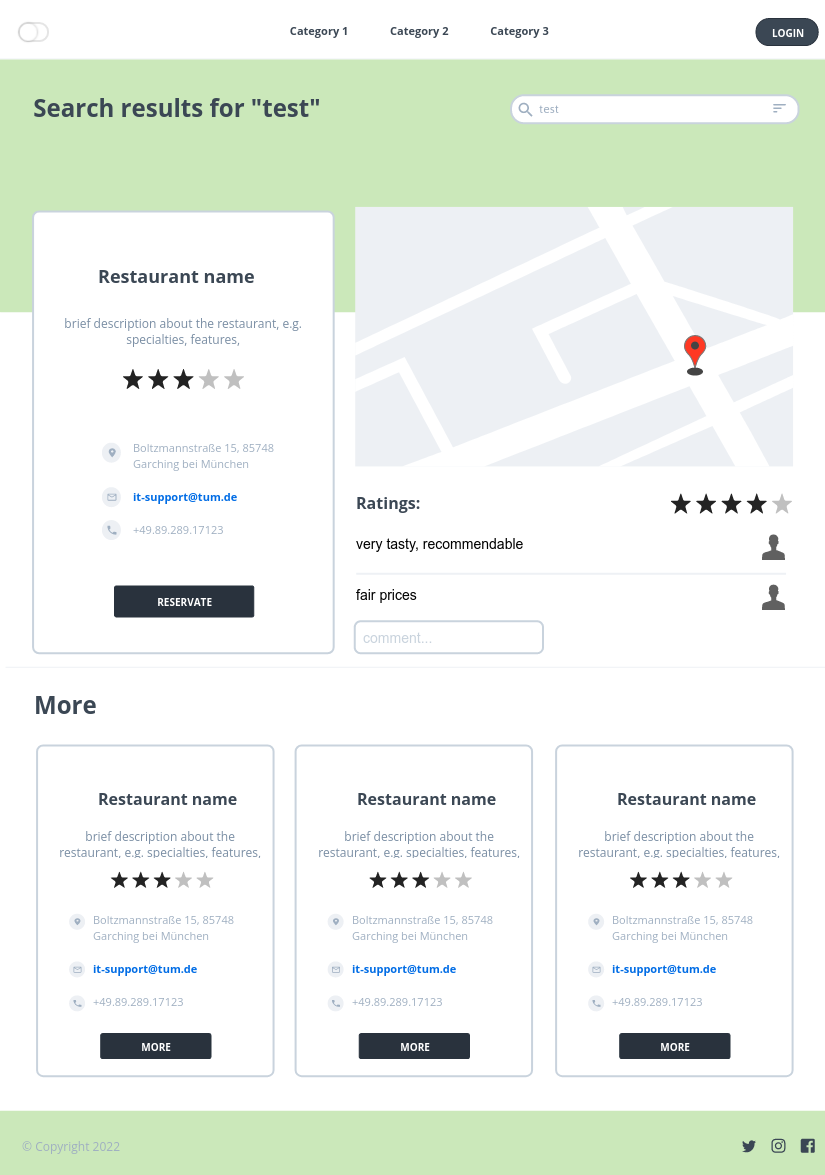 Category 1
Category 2
Category 3
LOGIN
Search results for "test"
test
Restaurant name
brief description about the restaurant, e.g.
specialties, features,
Boltzmannstraße 15, 85748
Garching bei München
it-support@tum.de
+49.89.289.17123
RESERVATE
Ratings:
very tasty, recommendable
fair prices
comment...
More
Restaurant name
brief description about the
restaurant, e.g. specialties, features,
Boltzmannstraße 15, 85748
Garching bei München
it-support@tum.de
+49.89.289.17123
MORE
Restaurant name
brief description about the
restaurant, e.g. specialties, features,
Boltzmannstraße 15, 85748
Garching bei München
it-support@tum.de
+49.89.289.17123
MORE
Restaurant name
brief description about the
restaurant, e.g. specialties, features,
Boltzmannstraße 15, 85748
Garching bei München
it-support@tum.de
+49.89.289.17123
MORE
© Copyright 2022